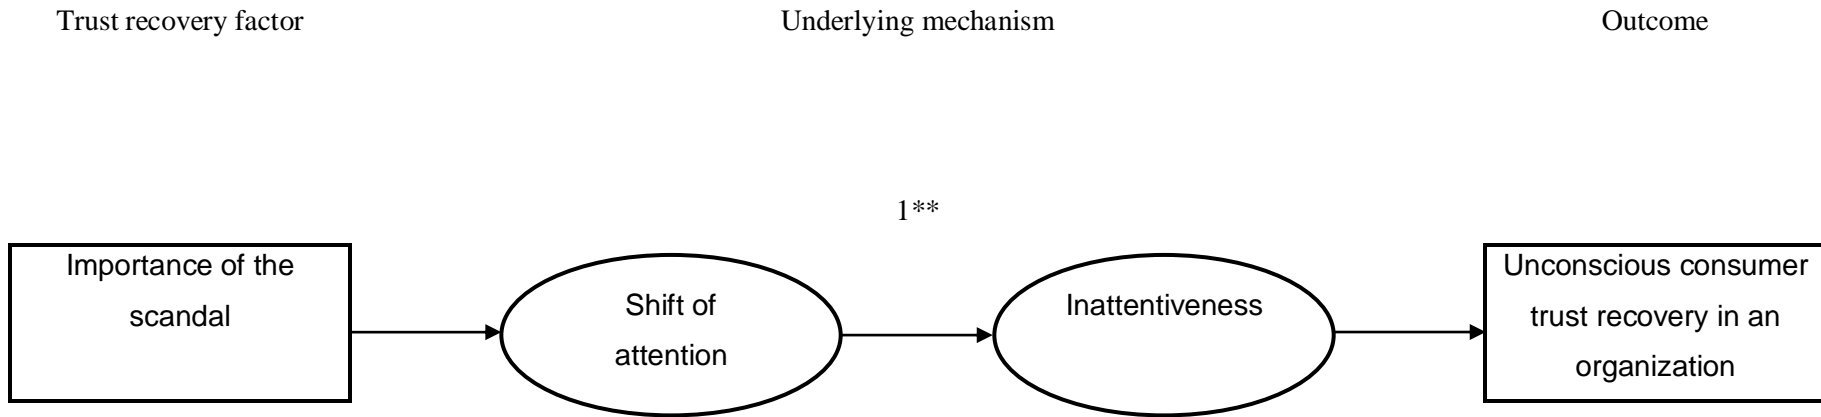 Trust recovery factor
Underlying mechanism
Outcome
1**
Importance of the
scandal
Shift of
attention
Inattentiveness
Unconscious consumer
trust recovery in an
organization